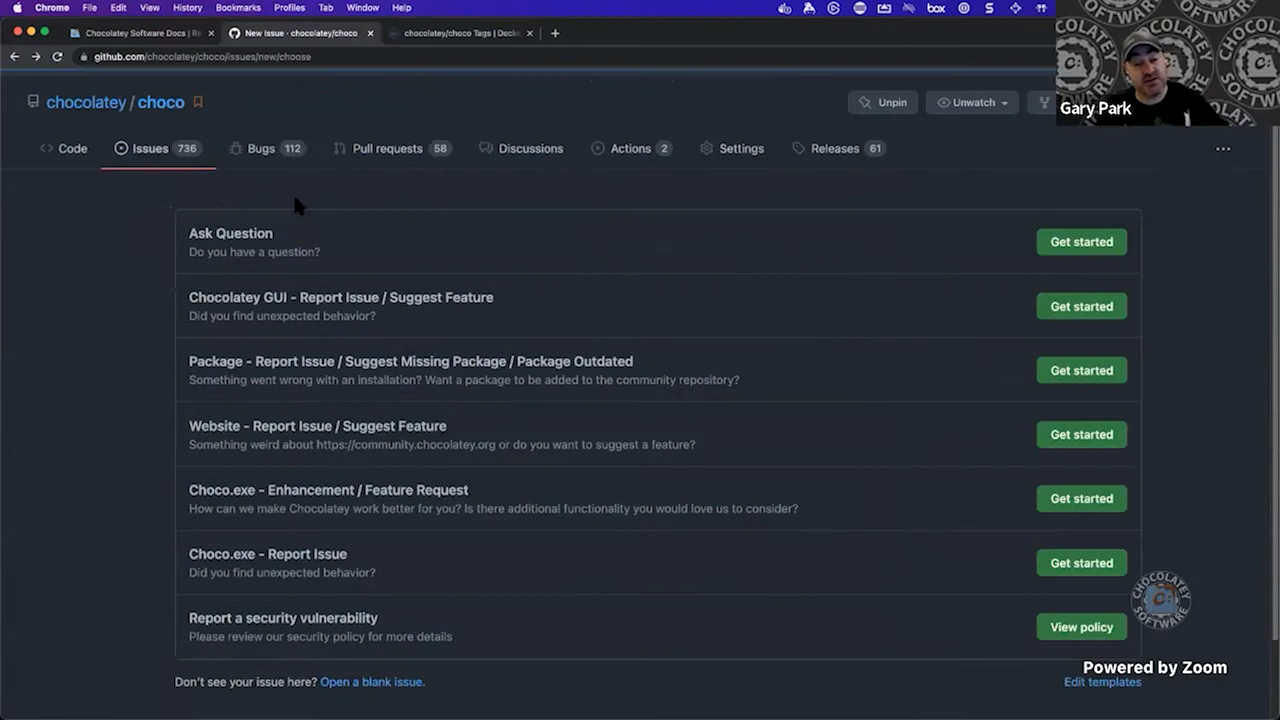 Chrome File Edit View History Bookmarks Profiles Tab Window Help box
Chocolatey Software Docs | Re
New Issue · chocolatey/choco
chocolatey/choco Tags | Docke
github.com/chocolatey/choco/issues/new/choose
chocolatey / choco
Unpin
Unwatch
Gary Park
Code
Issues 736
Bugs 112
Pull requests 58
Discussions
Actions 2
Settings
Releases 61
Ask Question
Do you have a question?
Get started
Chocolatey GUI - Report Issue / Suggest Feature
Did you find unexpected behavior?
Get started
Package - Report Issue / Suggest Missing Package / Package Outdated
Something went wrong with an installation? Want a package to be added to the community repository?
Get started
Website - Report Issue / Suggest Feature
Something weird about https://community.chocolatey.org or do you want to suggest a feature?
Get started
Choco.exe - Enhancement / Feature Request
How can we make Chocolatey work better for you? Is there additional functionality you would love us to consider?
Get started
Choco.exe - Report Issue
Did you find unexpected behavior?
Get started
Report a security vulnerability
Please review our security policy for more details
View policy
CHOCOLATEY
SOFTWARE
Powered by Zoom
Don't see your issue here? Open a blank issue.
Edit templates